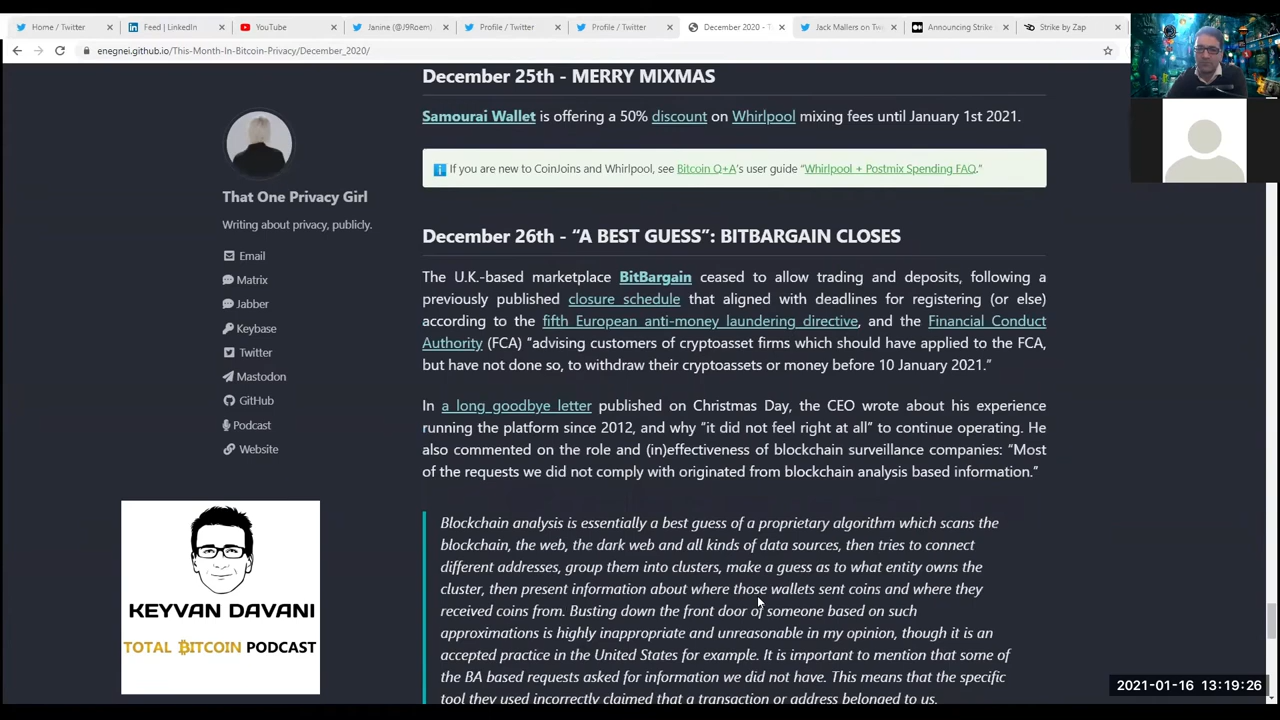 Home / Twitter
Feed | LinkedIn
YouTube
Janine (@J9Roem)
Profile / Twitter
Profile / Twitter
December 2020 - T
Jack Mallers on Tw
Announcing Strike
Strike by Zap
enegnei.github.io/This-Month-In-Bitcoin-Privacy/December_2020/
December 25th - MERRY MIXMAS
Samourai Wallet is offering a 50% discount on Whirlpool mixing fees until January 1st 2021.
If you are new to CoinJoins and Whirlpool, see Bitcoin Q+A's user guide “Whirlpool + Postmix Spending FAQ.”
That One Privacy Girl
Writing about privacy, publicly.
Email
Matrix
Jabber
Keybase
Twitter
Mastodon
GitHub
Podcast
Website
December 26th - “A BEST GUESS”: BITBARGAIN CLOSES
The U.K.-based marketplace BitBargain ceased to allow trading and deposits, following a
previously published closure schedule that aligned with deadlines for registering (or else)
according to the fifth European anti-money laundering directive, and the Financial Conduct
Authority (FCA) “advising customers of cryptoasset firms which should have applied to the FCA,
but have not done so, to withdraw their cryptoassets or money before 10 January 2021.”
In a long goodbye letter published on Christmas Day, the CEO wrote about his experience
running the platform since 2012, and why “it did not feel right at all” to continue operating. He
also commented on the role and (in)effectiveness of blockchain surveillance companies: “Most
of the requests we did not comply with originated from blockchain analysis based information.”
Blockchain analysis is essentially a best guess of a proprietary algorithm which scans the
blockchain, the web, the dark web and all kinds of data sources, then tries to connect
different addresses, group them into clusters, make a guess as to what entity owns the
cluster, then present information about where those wallets sent coins and where they
received coins from. Busting down the front door of someone based on such
approximations is highly inappropriate and unreasonable in my opinion, though it is an
accepted practice in the United States for example. It is important to mention that some of
the BA based requests asked for information we did not have. This means that the specific
tool they used incorrectly claimed that a transaction or address belonged to us.
KEYVAN DAVANI
TOTAL BITCOIN PODCAST
2021-01-16 13:19:26